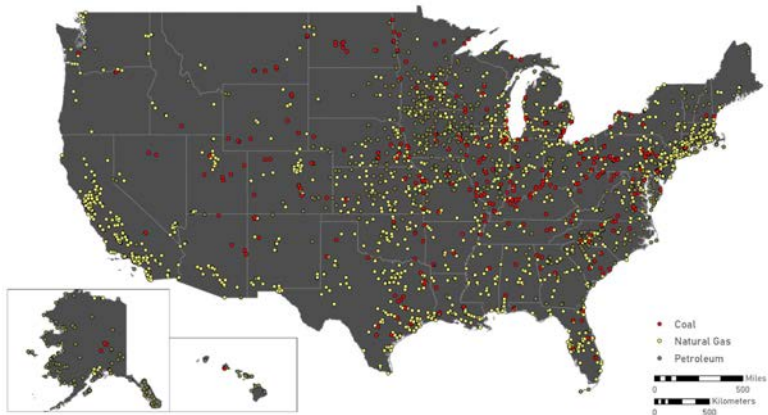 Coal
Natural Gas
Petroleum
Miles
0 500
Kilometers
0 500